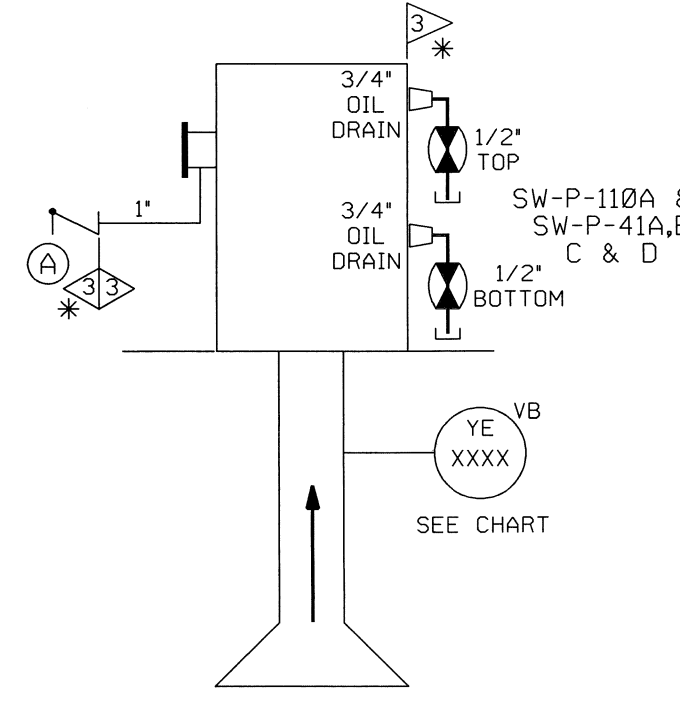 3
*
3/4"
OIL
DRAIN
1/2"
TOP
SW-P-110A &
SW-P-41A,B
C & D
1"
3/4"
OIL
DRAIN
A
3 3
*
1/2"
BOTTOM
VB
YE
XXXX
SEE CHART